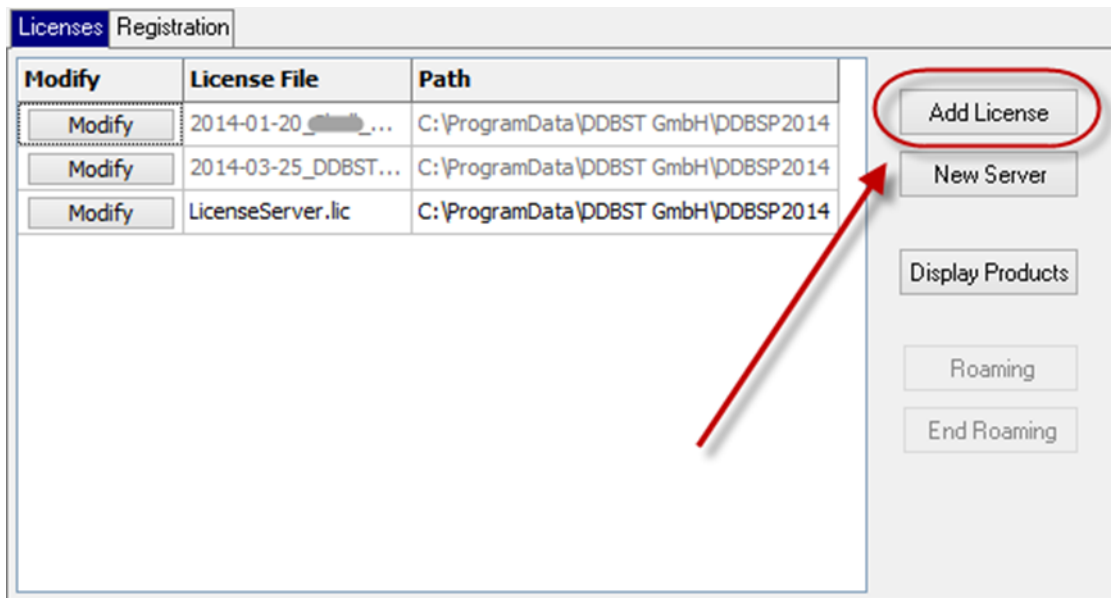 Licenses Registration
Modify License File Path
Modify 2014-01-20_ _... C:\ProgramData\DDBST GmbH\DDBSP2014
Modify 2014-03-25_DDBST... C:\ProgramData\DDBST GmbH\DDBSP2014
Modify LicenseServer.lic C:\ProgramData\DDBST GmbH\DDBSP2014
Add License
New Server
Display Products
Roaming
End Roaming